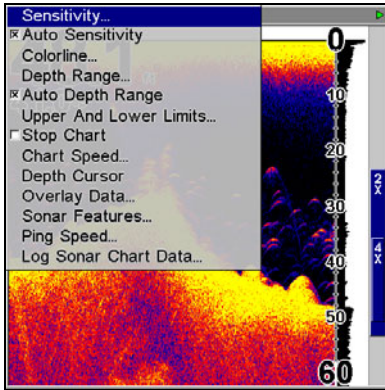 Sensitivity...
Auto Sensitivity
Colorline...
Depth Range...
Auto Depth Range
Upper And Lower Limits...
Stop Chart
Chart Speed...
Depth Cursor
Overlay Data...
Sonar Features...
Ping Speed...
Log Sonar Chart Data...
0
10
20
30
40
50
60
2X
4X